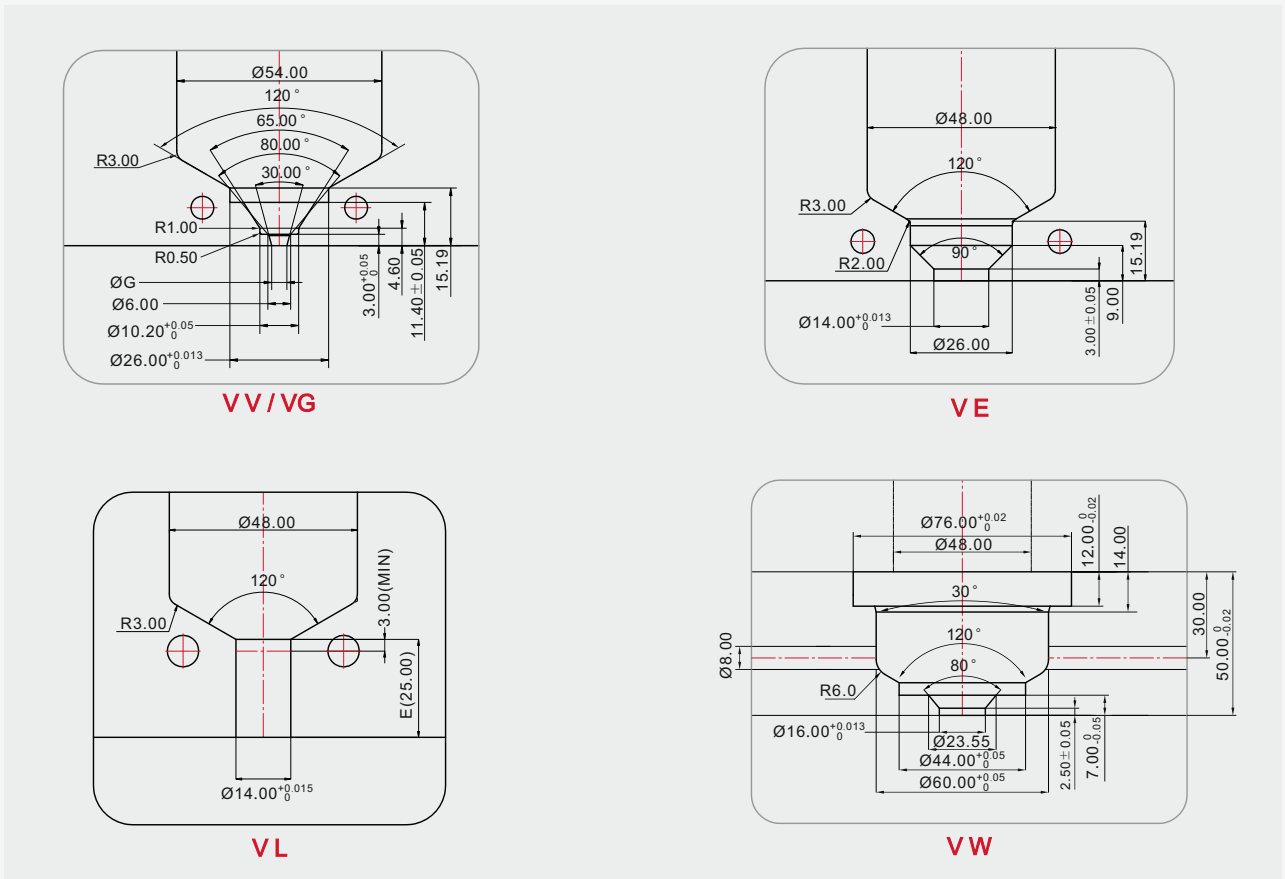 Ø54.00
120°
65.00°
80.00°
30.00°
R3.00
R1.00
R0.50
ØG
Ø6.00
Ø10.20 +0.05 0
Ø26.00 +0.013 0
3.00 +0.05 0
4.60
11.40±0.05
15.19
VV/VG
Ø48.00
120°
R3.00
R2.00
90°
Ø14.00 +0.013 0
Ø26.00
3.00±0.05
9.00
15.19
VE
Ø48.00
120°
R3.00
3.00(MIN)
E(25.00)
Ø14.00 +0.015 0
VL
Ø76.00 +0.02 0
Ø48.00
12.00 0 -0.02
14.00
30°
120°
80°
Ø8.00
R6.0
30.00
50.00 0 -0.02
Ø16.00 +0.013 0
Ø23.55
Ø44.00 +0.05 0
Ø60.00 +0.05 0
2.50±0.05
7.00 0 -0.05
VW